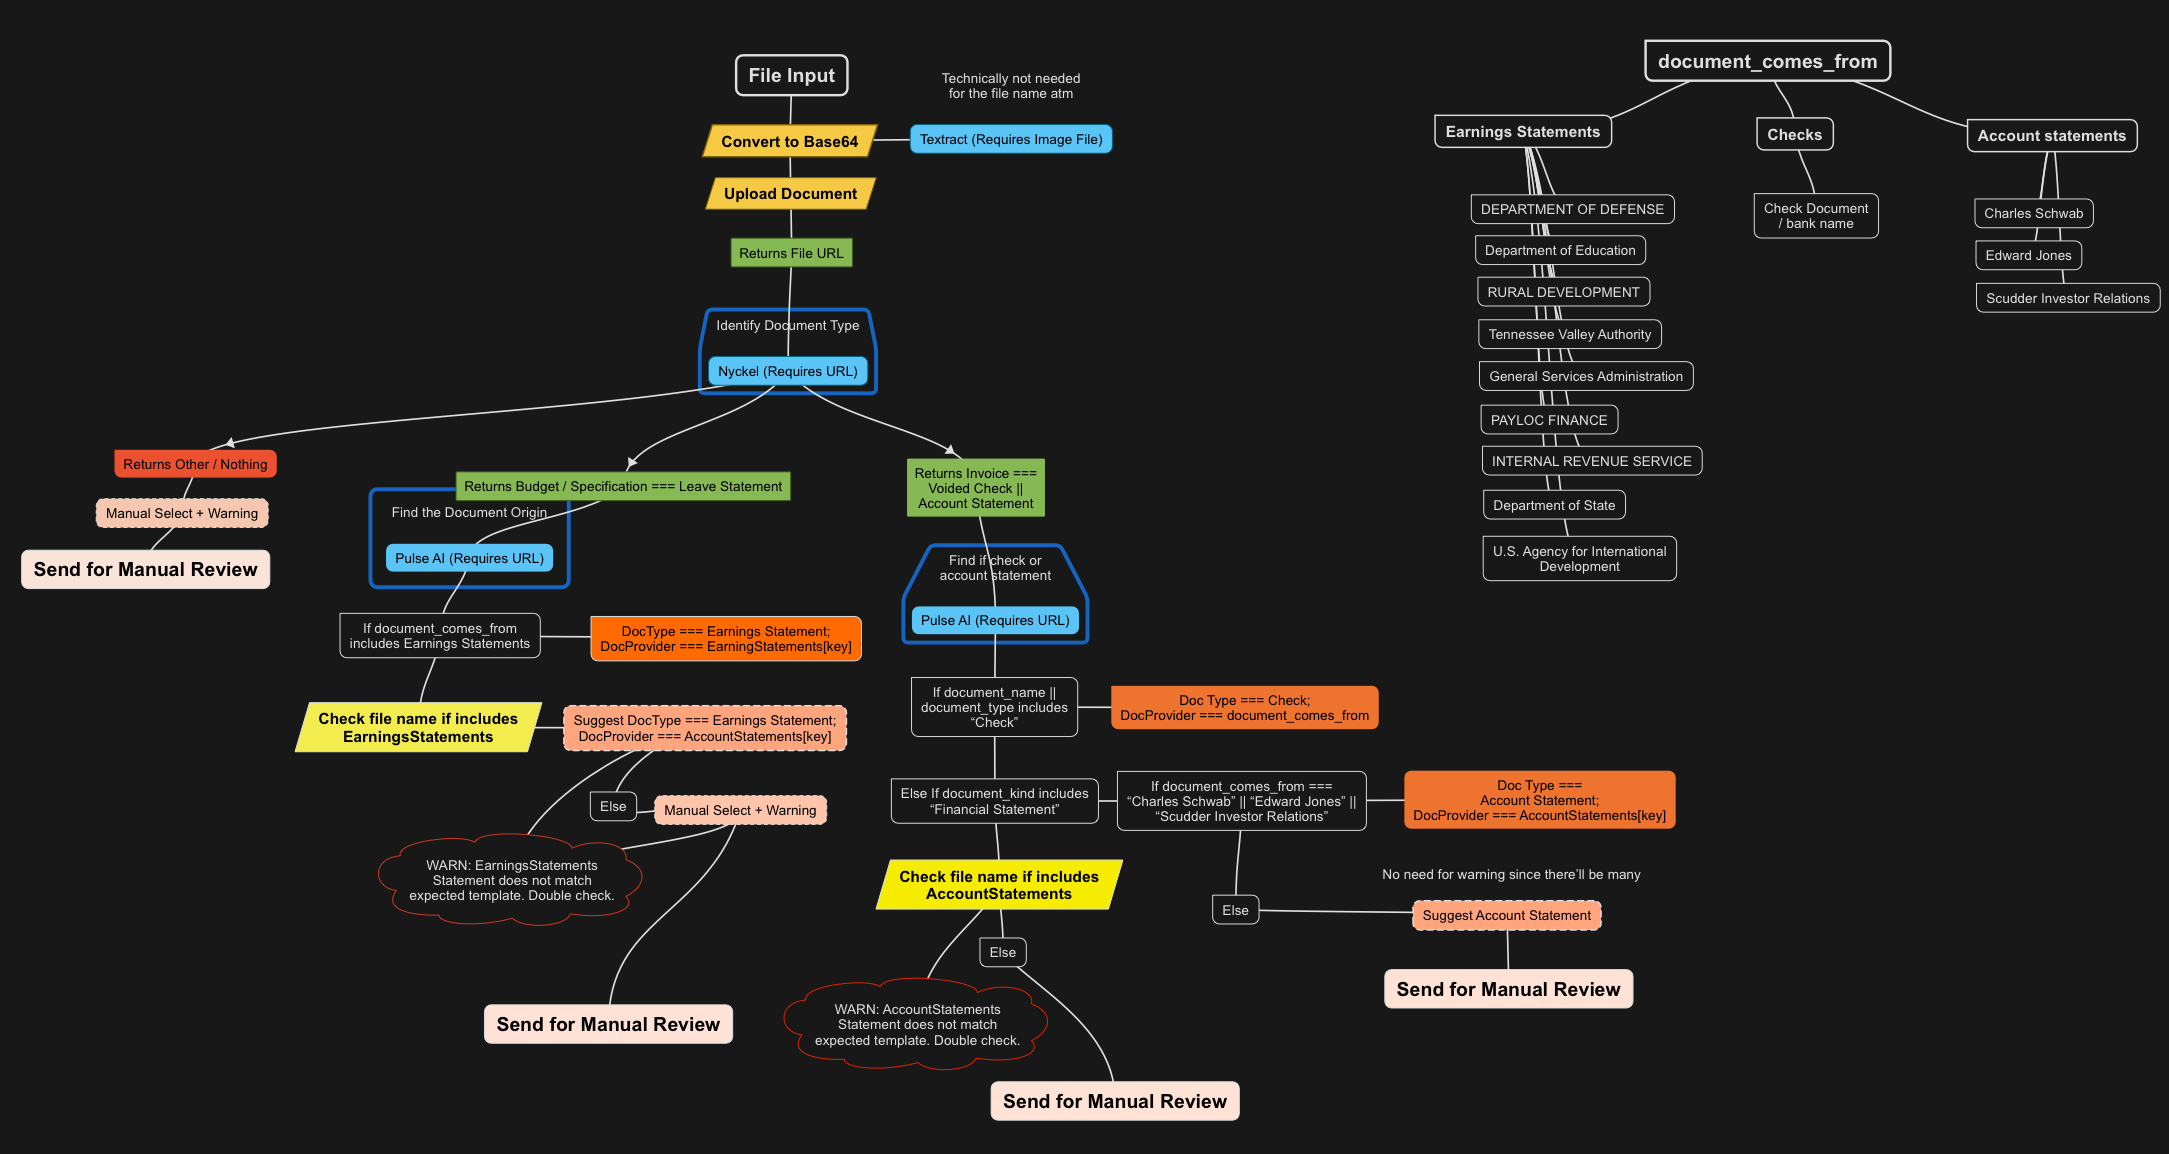 File Input
Technically not needed
for the file name atm
Convert to Base64
Textract (Requires Image File)
Upload Document
Returns File URL
Identify Document Type
Nyckel (Requires URL)
Returns Other / Nothing
Manual Select + Warning
Send for Manual Review
Returns Budget / Specification === Leave Statement
Find the Document Origin
Pulse AI (Requires URL)
If document_comes_from
includes Earnings Statements
DocType === Earnings Statement;
DocProvider === EarningStatements[key]
Check file name if includes
EarningsStatements
Suggest DocType === Earnings Statement;
DocProvider === AccountStatements[key]
Else
Manual Select + Warning
WARN: EarningsStatements
Statement does not match
expected template. Double check.
Send for Manual Review
Returns Invoice ===
Voided Check ||
Account Statement
Find if check or
account statement
Pulse AI (Requires URL)
If document_name ||
document_type includes
“Check”
Doc Type === Check;
DocProvider === document_comes_from
Else If document_kind includes
“Financial Statement”
If document_comes_from ===
“Charles Schwab” || “Edward Jones” ||
“Scudder Investor Relations”
Doc Type ===
Account Statement;
DocProvider === AccountStatements[key]
Check file name if includes
AccountStatements
Else
WARN: AccountStatements
Statement does not match
expected template. Double check.
Send for Manual Review
No need for warning since there’ll be many
Else
Suggest Account Statement
Send for Manual Review
document_comes_from
Earnings Statements
DEPARTMENT OF DEFENSE
Department of Education
RURAL DEVELOPMENT
Tennessee Valley Authority
General Services Administration
PAYLOC FINANCE
INTERNAL REVENUE SERVICE
Department of State
U.S. Agency for International
Development
Checks
Check Document
/ bank name
Account statements
Charles Schwab
Edward Jones
Scudder Investor Relations